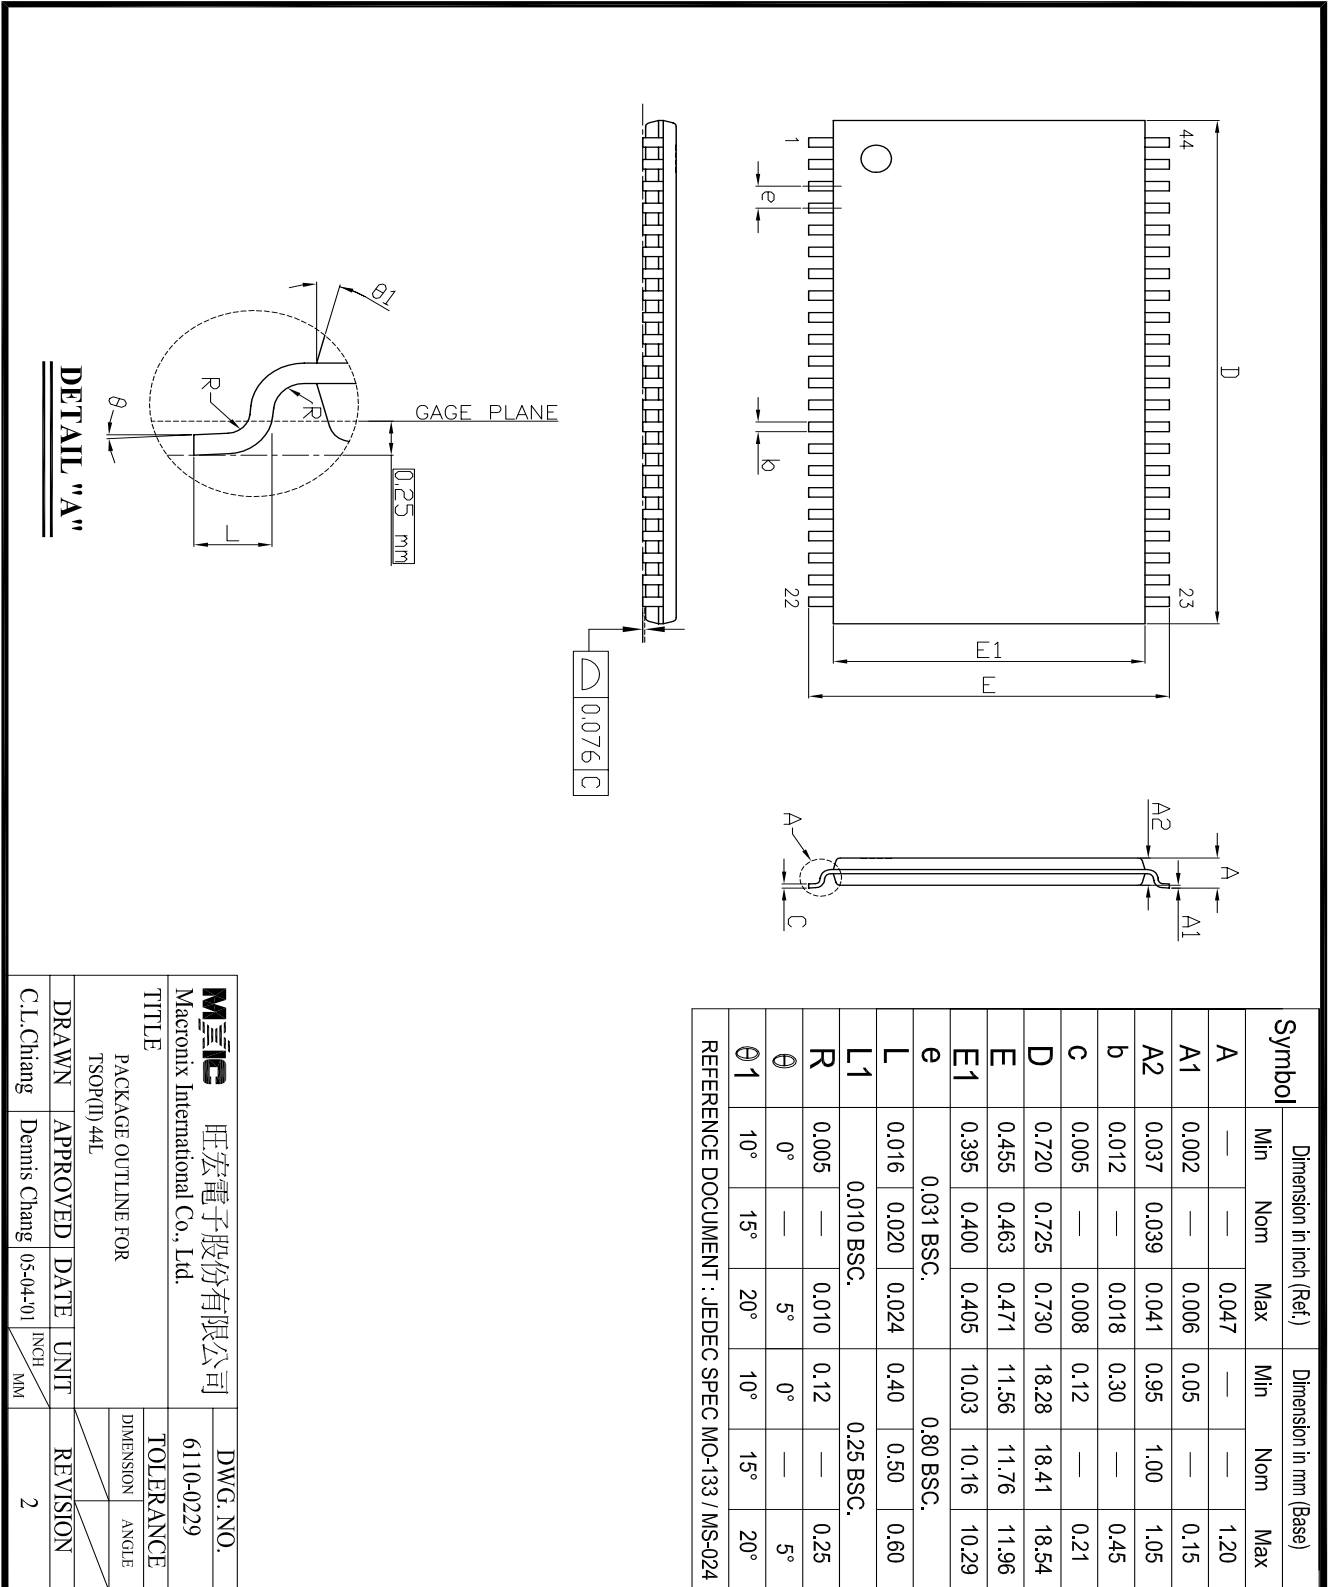 44
23
1
22
e
b
D
E1
E
A2
A
A1
A
C
0.076 C
GAGE PLANE
0.25 mm
θ1
R
R
θ
L
DETAIL "A"
Symbol Dimension in inch (Ref.) Dimension in mm (Base)
Min Nom Max Min Nom Max
A — — 0.047 — — 1.20
A1 0.002 — 0.006 0.05 — 0.15
A2 0.037 0.039 0.041 0.95 1.00 1.05
b 0.012 — 0.018 0.30 — 0.45
c 0.005 — 0.008 0.12 — 0.21
D 0.720 0.725 0.730 18.28 18.41 18.54
E 0.455 0.463 0.471 11.56 11.76 11.96
E1 0.395 0.400 0.405 10.03 10.16 10.29
e 0.031 BSC. 0.80 BSC.
L 0.016 0.020 0.024 0.40 0.50 0.60
L1 0.010 BSC. 0.25 BSC.
R 0.005 — 0.010 0.12 — 0.25
θ 0° — 5° 0° — 5°
θ1 10° 15° 20° 10° 15° 20°
REFERENCE DOCUMENT : JEDEC SPEC MO-133 / MS-024
MXIC 旺宏電子股份有限公司
Macronix International Co., Ltd.
DWG. NO.
6110-0229
TITLE
PACKAGE OUTLINE FOR
TSOP(II) 44L
TOLERANCE
DIMENSION ANGLE
DRAWN APPROVED DATE UNIT REVISION
C.L.Chiang Dennis Chang 05-04-'01 INCH MM 2